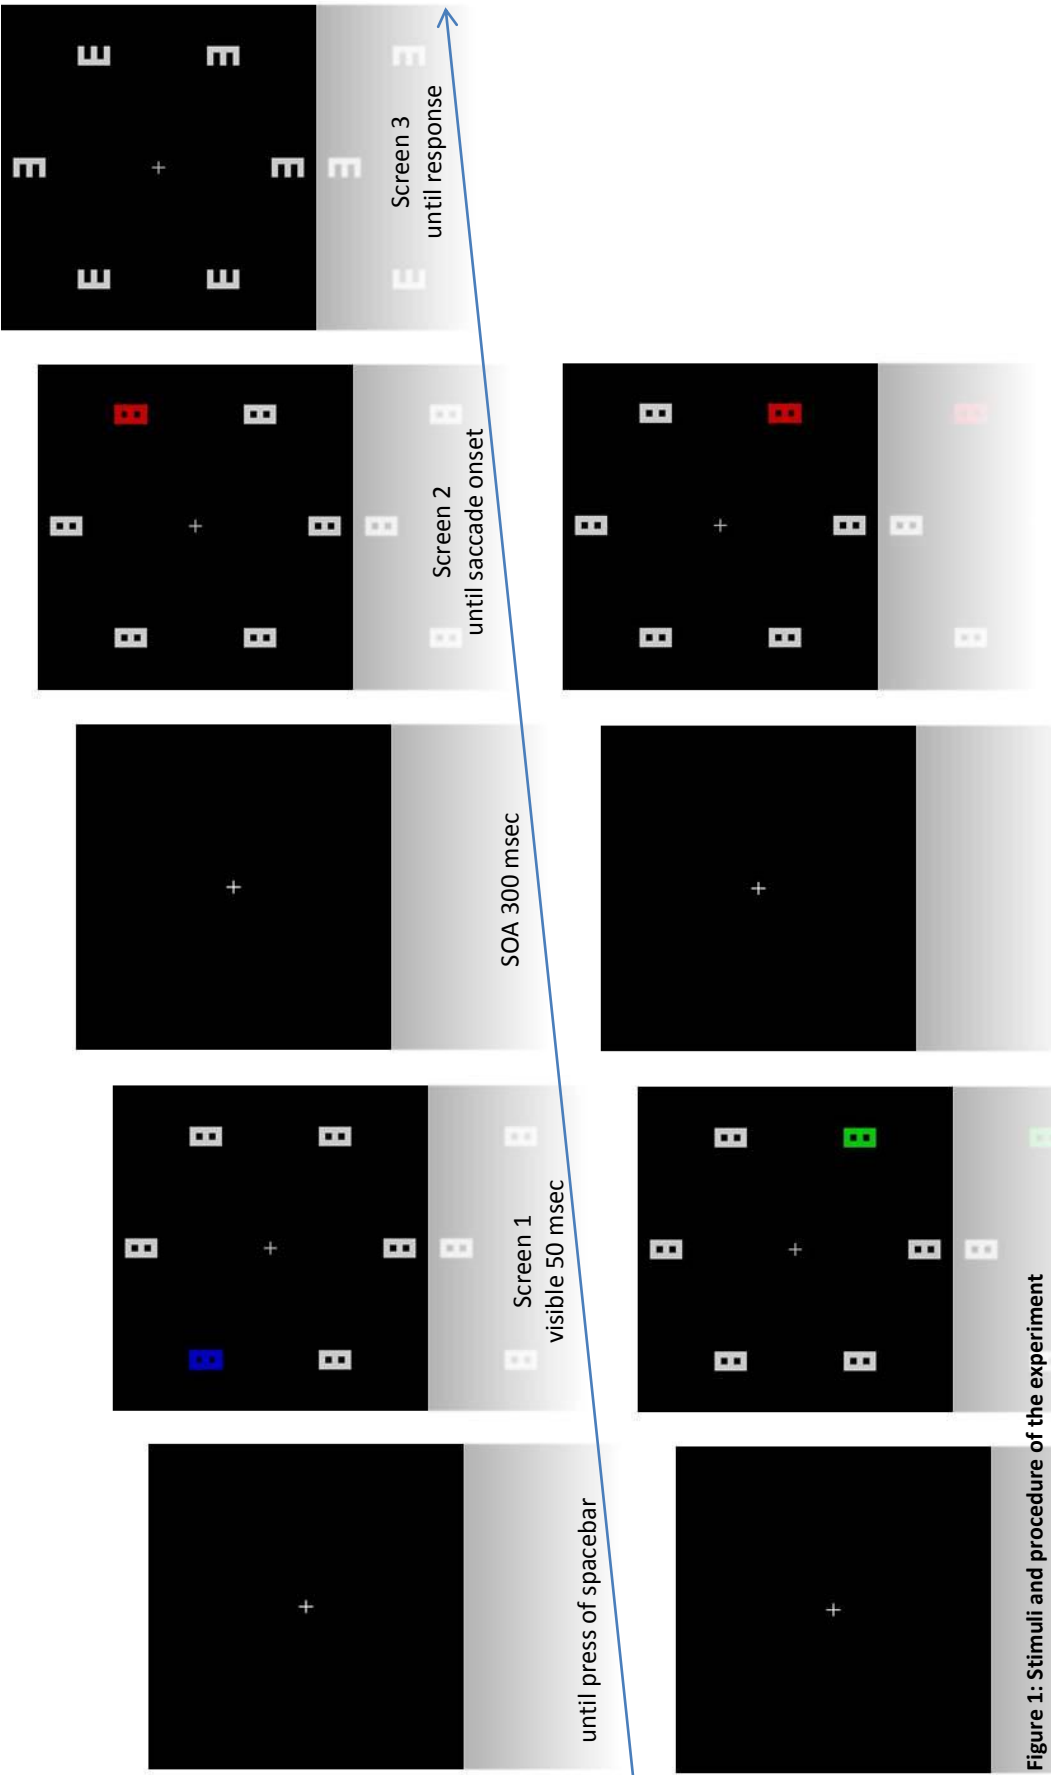 until press of spacebar
Screen 1
visible 50 msec
SOA 300 msec
Screen 2
until saccade onset
Screen 3
until response
Figure 1: Stimuli and procedure of the experiment